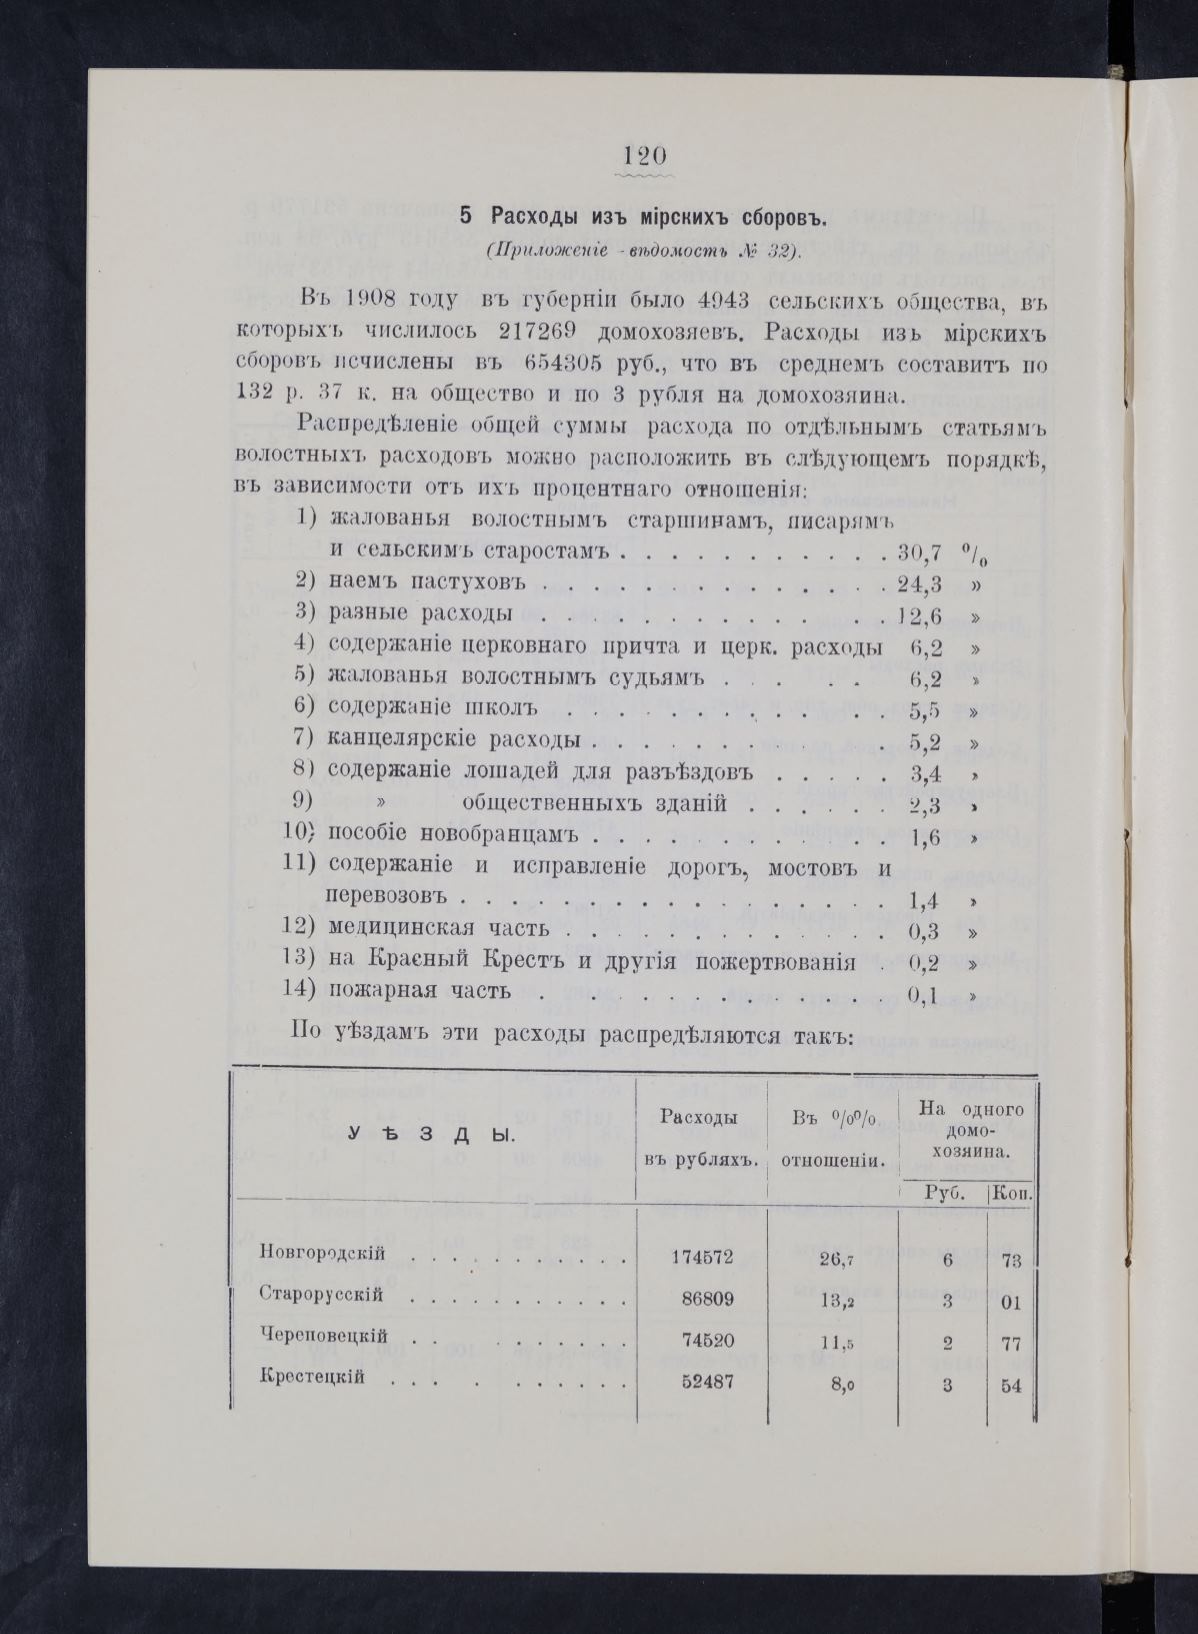 120
5 Расходы изъ мірскихъ сборовъ.
(Приложеніе - вѣдомость № 32).
Въ 1908 году въ губерніи было 4943 сельскихъ общества, въ
которыхъ числилось 217269 домохозяевъ. Расходы изъ мірскихъ
сборовъ исчислены въ 654305 руб., что въ среднемъ составитъ по
132 р. 37 к. на общество и по 3 рубля на домохозяина.
Распредѣленіе общей суммы расхода по отдѣльнымъ статьямъ
волостныхъ расходовъ можно расположить въ слѣдующемъ порядкѣ,
въ зависимости отъ ихъ процентнаго отношенія:
1) жалованья волостнымъ старшинамъ, писарямъ
и сельскимъ старостамъ . . . . . . . . . . . 30,7 %
2) наемъ пастуховъ . . . . . . . . . . . . . . 24,3 »
3) разные расходы . . . . . . . . . . . . . . 12,6 »
4) содержаніе церковнаго причта и церк. расходы 6,2 »
5) жалованья волостнымъ судьямъ . . . . . 6,2 »
6) содержаніе школъ . . . . . . . . . . . . . 5,5 »
7) канцелярскіе расходы . . . . . . . . . . . 5,2 »
8) содержаніе лошадей для разъѣздовъ . . . . . 3,4 »
9) » общественныхъ зданій . . . . . . 2,3 »
10) пособіе новобранцамъ . . . . . . . . . . . . 1,6 »
11) содержаніе и исправленіе дорогъ, мостовъ и
перевозовъ . . . . . . . . . . . . . . . . . 1,4 »
12) медицинская часть . . . . . . . . . . . . . 0,3 »
13) на Красный Крестъ и другія пожертвованія . 0,2 »
14) пожарная часть . . . . . . . . . . . . . 0,1 »
По уѣздамъ эти расходы распредѣляются такъ:
УѢЗДЫ. Расходы въ рубляхъ. Въ %% отношеніи. На одного домо-
хозяина.
Руб. Коп.
Новгородскій . . . . . . . . . . . 174572 26,7 6 73
Старорусскій . . . . . . . . . . . 86809 13,2 3 01
Череповецкій . . . . . . . . . 74520 11,5 2 77
Крестецкій . . . . . . . . . . 52487 8,0 3 54